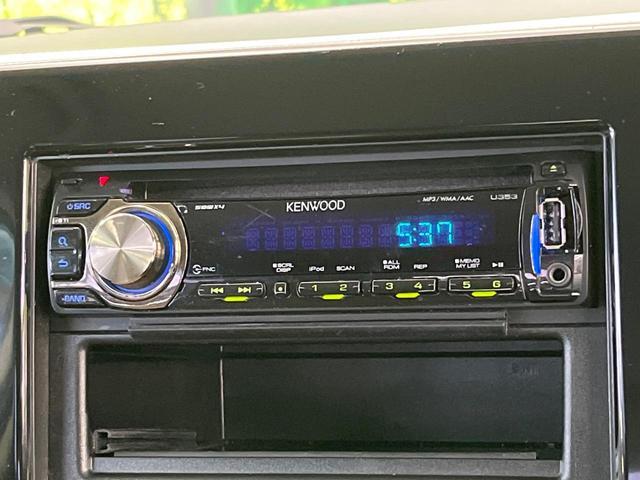 SRC
KENWOOD
MP3/WMA/AAC
U353
5:37
FNC
SCRL
DISP
iPod
SCAN
ALL
RDM
REP
MEMO
MY LIST
BAND
1 2
3 4
5 6